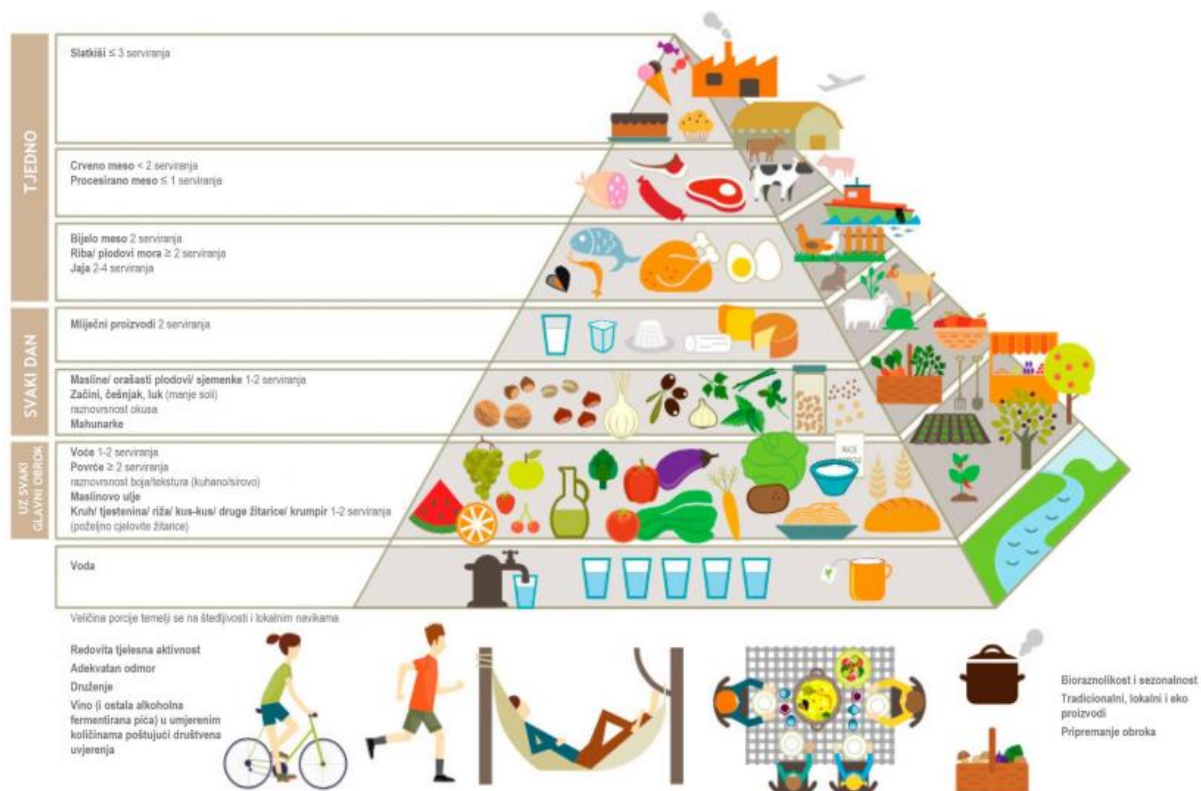 TJEDNO
Slatkiši ≤ 3 serviranja
Crveno meso < 2 serviranja
Procesirano meso ≤ 1 serviranja
Bijelo meso 2 serviranja
Riba/ plodovi mora ≥ 2 serviranja
Jaja 2-4 serviranja
SVAKI DAN
Mliječni proizvodi 2 serviranja
Masline/ orašasti plodovi/ sjemenke 1-2 serviranja
Začini, češnjak, luk (manje soli)
raznovrsnost okusa
Mahunarke
UZ SVAKI
GLAVNI OBROK
Voće 1-2 serviranja
Povrće ≥ 2 serviranja
raznovrsnost boja/tekstura (kuhano/sirovo)
Maslinovo ulje
Kruh/ tjestenina/ riža/ kus-kus/ druge žitarice/ krumpir 1-2 serviranja
(poželjno cjelovite žitarice)
RICE
Voda
Veličina porcije temelji se na štedljivosti i lokalnim navikama
Redovita tjelesna aktivnost
Adekvatan odmor
Druženje
Vino (i ostala alkoholna
fermentirana pića) u umjerenim
količinama poštujući društvena
uvjerenja
Bioraznolikost i sezonalnost
Tradicionalni, lokalni i eko
proizvodi
Pripremanje obroka